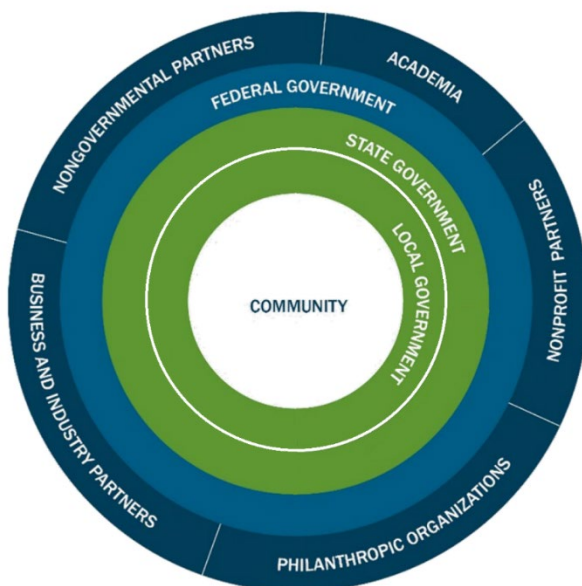 NONGOVERNMENTAL PARTNERS
ACADEMIA
FEDERAL GOVERNMENT
STATE GOVERNMENT
LOCAL GOVERNMENT
COMMUNITY
NONPROFIT PARTNERS
BUSINESS AND INDUSTRY PARTNERS
PHILANTHROPIC ORGANIZATIONS